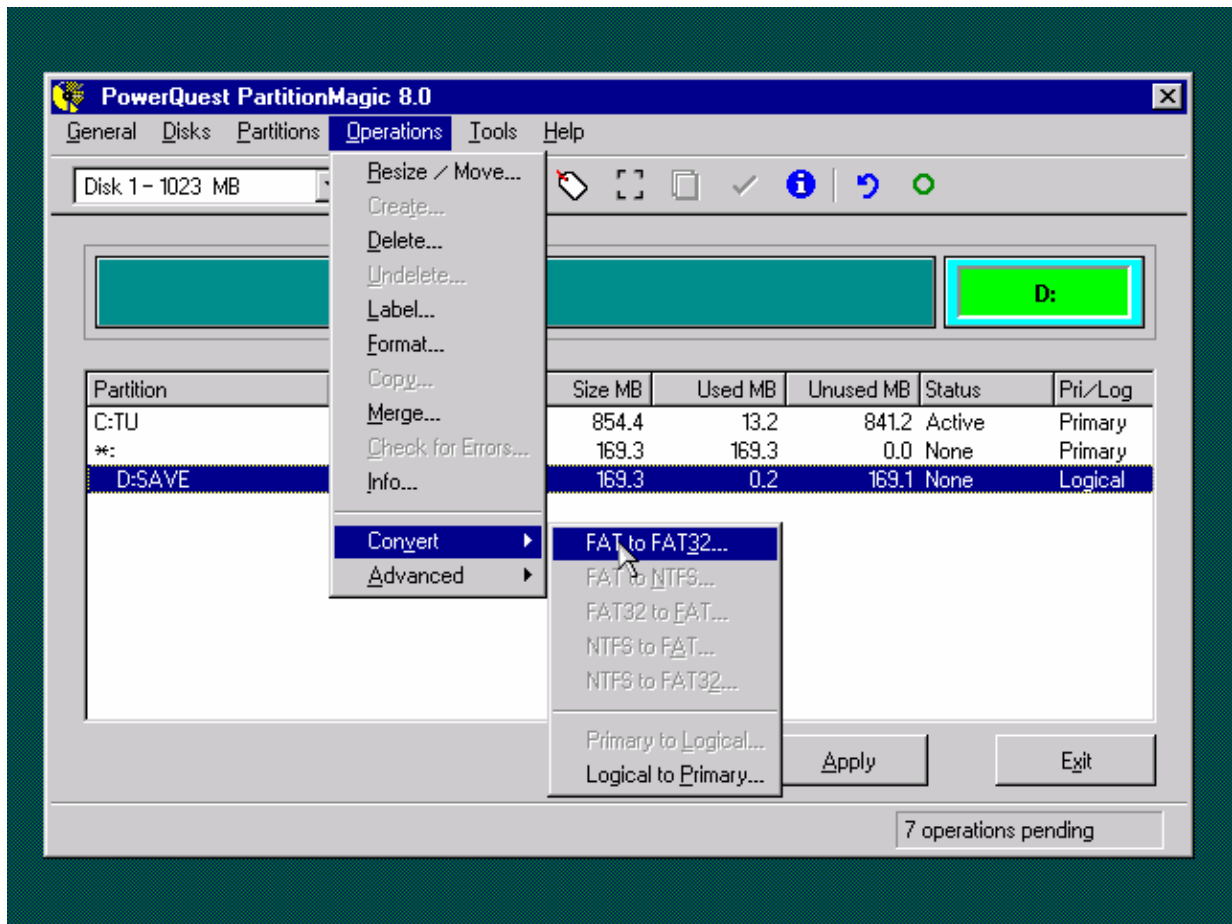 PowerQuest PartitionMagic 8.0
General Disks Partitions Operations Tools Help
Disk 1 - 1023 MB
Resize / Move...
Create...
Delete...
Undelete...
Label...
Format...
Copy...
Merge...
Check for Errors...
Info...
Convert
Advanced
D:
Partition Size MB Used MB Unused MB Status Pri/Log
C:TU 854.4 13.2 841.2 Active Primary
*: 169.3 169.3 0.0 None Primary
D:SAVE 169.3 0.2 169.1 None Logical
FAT to FAT32...
FAT to NTFS...
FAT32 to FAT...
NTFS to FAT...
NTFS to FAT32...
Primary to Logical...
Logical to Primary...
Apply Exit
7 operations pending